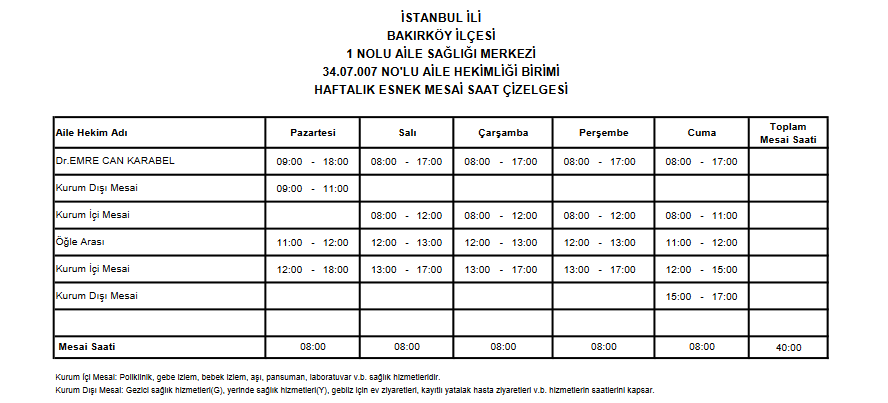 İSTANBUL İLİ
BAKIRKÖY İLÇESİ
1 NOLU AİLE SAĞLIĞI MERKEZİ
34.07.007 NO'LU AİLE HEKİMLİĞİ BİRİMİ
HAFTALIK ESNEK MESAİ SAAT ÇİZELGESİ
Aile Hekim Adı Pazartesi Salı Çarşamba Perşembe Cuma Toplam Mesai Saati
Dr.EMRE CAN KARABEL 09:00 - 18:00 08:00 - 17:00 08:00 - 17:00 08:00 - 17:00 08:00 - 17:00
Kurum Dışı Mesai 09:00 - 11:00
Kurum İçi Mesai 08:00 - 12:00 08:00 - 12:00 08:00 - 12:00 08:00 - 11:00
Öğle Arası 11:00 - 12:00 12:00 - 13:00 12:00 - 13:00 12:00 - 13:00 11:00 - 12:00
Kurum İçi Mesai 12:00 - 18:00 13:00 - 17:00 13:00 - 17:00 13:00 - 17:00 12:00 - 15:00
Kurum Dışı Mesai 15:00 - 17:00
Mesai Saati 08:00 08:00 08:00 08:00 08:00 40:00
Kurum İçi Mesai: Poliklinik, gebe izlem, bebek izlem, aşı, pansuman, laboratuvar v.b. sağlık hizmetleridir.
Kurum Dışı Mesai: Gezici sağlık hizmetleri(G), yerinde sağlık hizmetleri(Y), gebliz için ev ziyaretleri, kayıtlı yatalak hasta ziyaretleri v.b. hizmetlerin saatlerini kapsar.